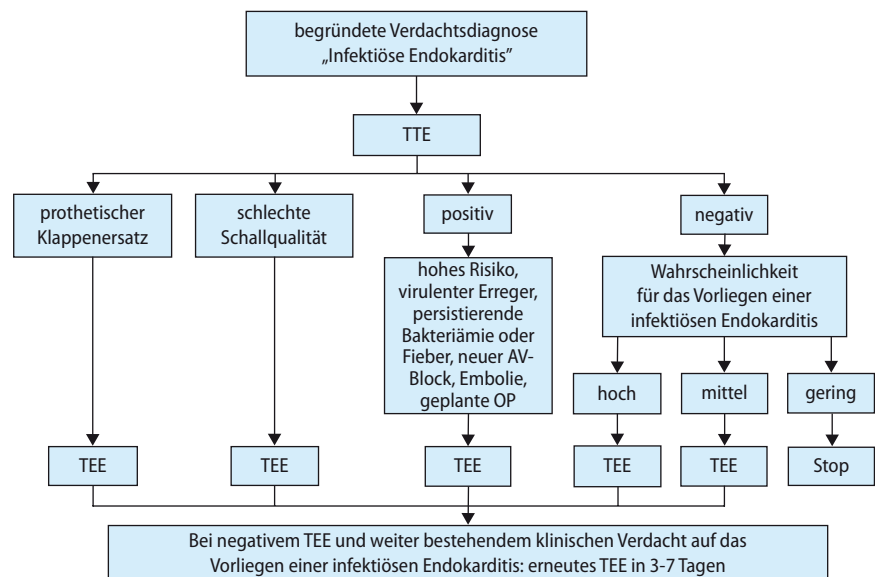 begründete Verdachtsdiagnose
„Infektiöse Endokarditis”
TTE
prothetischer
Klappenersatz
schlechte
Schallqualität
positiv
negativ
hohes Risiko,
virulenter Erreger,
persistierende
Bakteriämie oder
Fieber, neuer AV-
Block, Embolie,
geplante OP
Wahrscheinlichkeit
für das Vorliegen einer
infektiösen Endokarditis
hoch
mittel
gering
TEE
TEE
TEE
TEE
TEE
Stop
Bei negativem TEE und weiter bestehendem klinischen Verdacht auf das
Vorliegen einer infektiösen Endokarditis: erneutes TEE in 3-7 Tagen